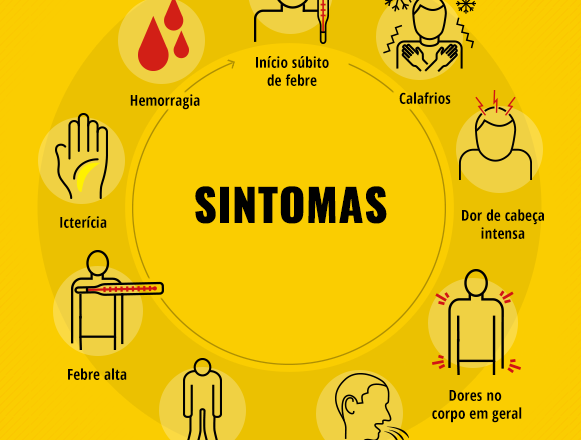 Início súbito
de febre
Calafrios
Dor de cabeça
intensa
Dores no
corpo em geral
Febre alta
Icterícia
Hemorragia
SINTOMAS